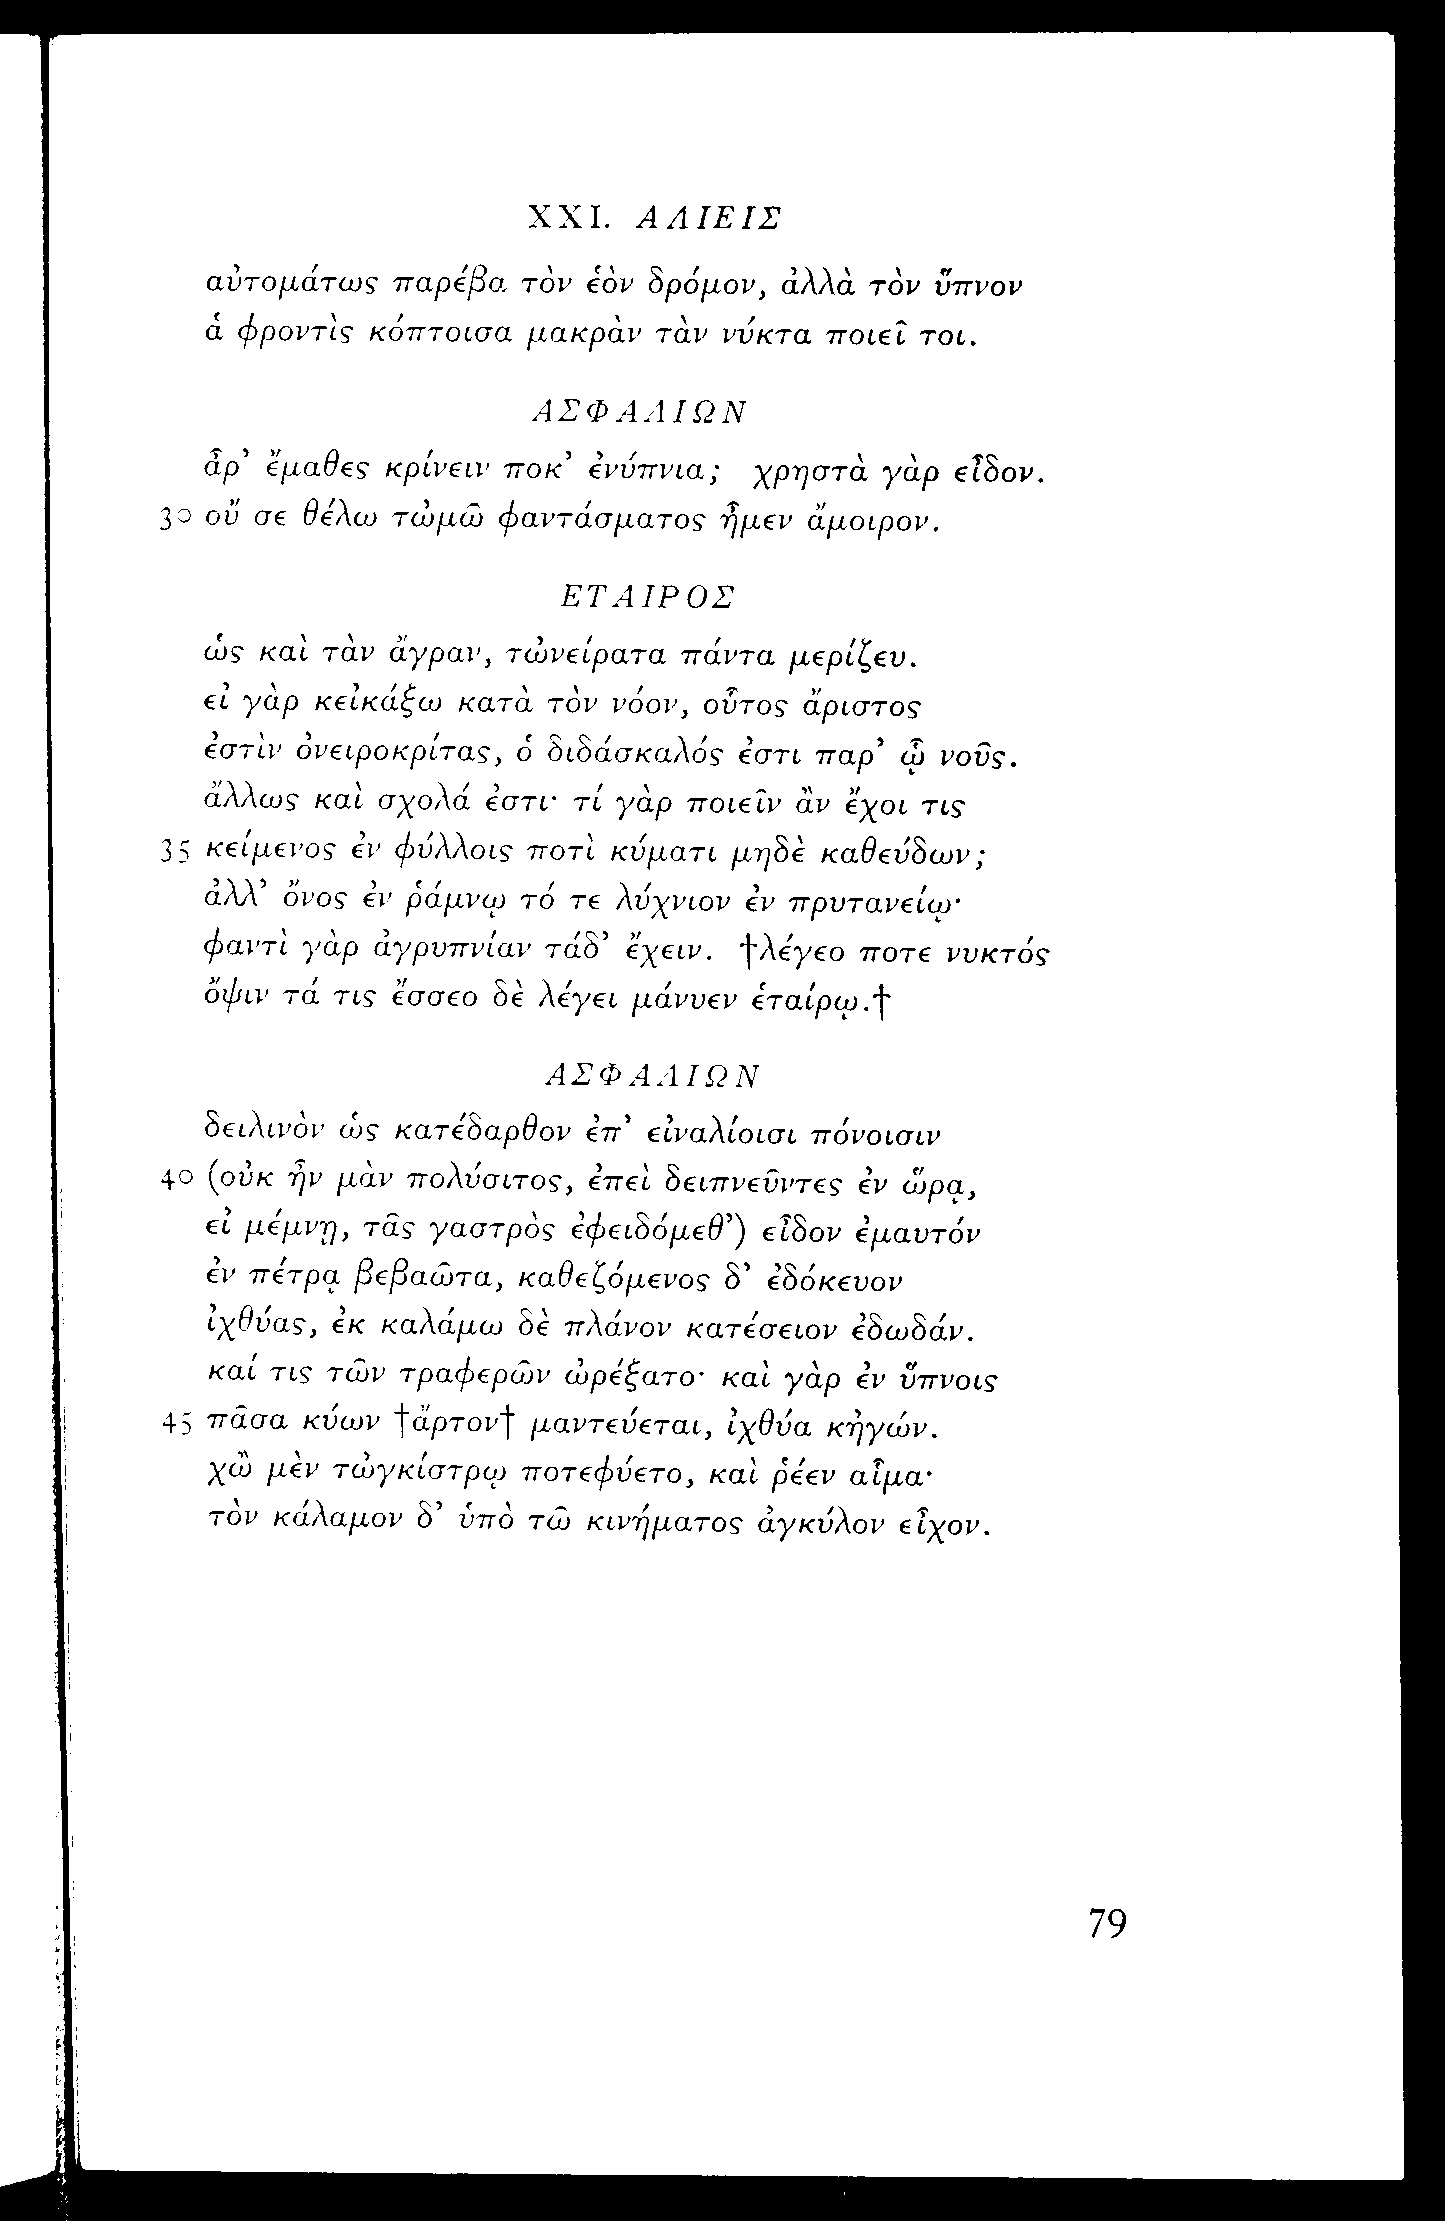 XXI. ΑΛΙΕΙΣ
αὐτομάτως παρέβα τὸν ἑὸν δρόμον, ἀλλὰ τὸν ὕπνον
ἁ φροντὶς κόπτοισα μακρὰν τὰν νύκτα ποιεῖ τοι.
ΑΣΦΑΛΙΩΝ
ἆρ’ ἔμαθες κρίνειν ποκ’ ἐνύπνια; χρηστὰ γὰρ εἶδον.
30 οὔ σε θέλω τὠμῶ φαντάσματος ἦμεν ἄμοιρον.
ΕΤΑΙΡΟΣ
ὡς καὶ τὰν ἄγραν, τὠνείρατα πάντα μερίζευ.
εἰ γὰρ κεἰκάξω κατὰ τὸν νόον, οὗτος ἄριστος
ἐστὶν ὀνειροκρίτας, ὁ διδάσκαλός ἐστι παρ’ ᾧ νοῦς.
ἄλλως καὶ σχολά ἐστι· τί γὰρ ποιεῖν ἂν ἔχοι τις
35 κείμενος ἐν φύλλοις ποτὶ κύματι μηδὲ καθεύδων;
ἀλλ’ ὄνος ἐν ῥάμνῳ τό τε λύχνιον ἐν πρυτανείῳ·
φαντὶ γὰρ ἀγρυπνίαν τάδ’ ἔχειν. †λέγεο ποτε νυκτός
ὄψιν τά τις ἔσσεο δὲ λέγει μάνυεν ἑταίρῳ.†
ΑΣΦΑΛΙΩΝ
δειλινὸν ὡς κατέδαρθον ἐπ’ εἰναλίοισι πόνοισιν
40 (οὐκ ἦν μὰν πολύσιτος, ἐπεὶ δειπνεῦντες ἐν ὥρᾳ,
εἰ μέμνῃ, τᾶς γαστρὸς ἐφειδόμεθ’) εἶδον ἐμαυτόν
ἐν πέτρᾳ βεβαῶτα, καθεζόμενος δ’ ἐδόκευον
ἰχθύας, ἐκ καλάμω δὲ πλάνον κατέσειον ἐδωδάν.
καί τις τῶν τραφερῶν ὠρέξατο· καὶ γὰρ ἐν ὕπνοις
45 πᾶσα κύων †ἄρτον† μαντεύεται, ἰχθύα κἠγών.
χὢ μὲν τὠγκίστρῳ ποτεφύετο, καὶ ῥέεν αἷμα·
τὸν κάλαμον δ’ ὑπὸ τῶ κινήματος ἀγκύλον εἶχον.
79